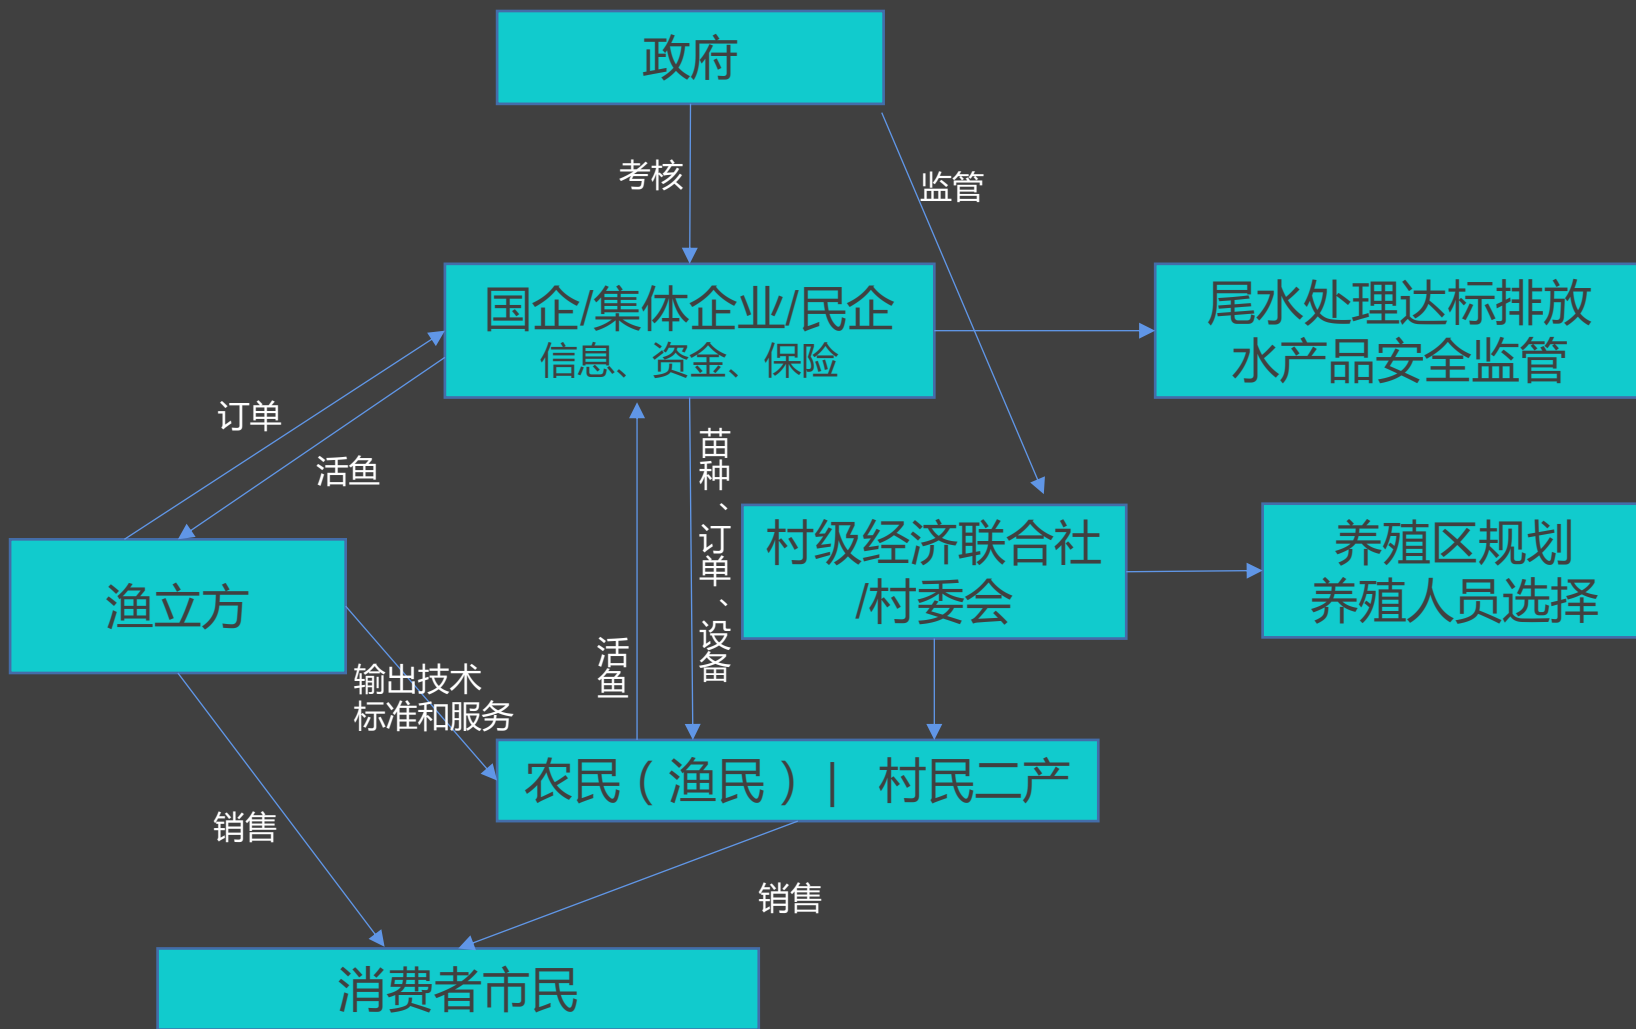 政府
考核
监管
国企/集体企业/民企
信息、资金、保险
尾水处理达标排放
水产品安全监管
订单
活鱼
苗种、订单、设备
村级经济联合社
/村委会
养殖区规划
养殖人员选择
渔立方
活鱼
输出技术
标准和服务
农民（渔民）| 村民二产
销售
销售
消费者市民